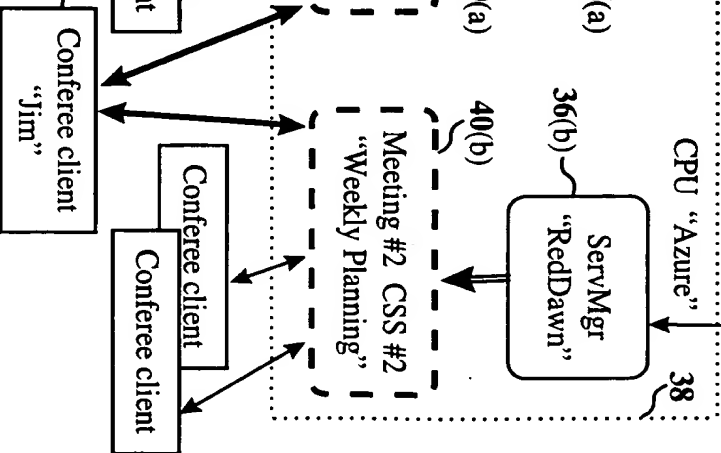 CPU “Azure”
38
36(b)
(a)
ServMgr
“RedDawn”
40(b)
(a)
Meeting #2 CSS #2
“Weekly Planning”
Conferee client
Conferee client
Conferee client
“Jim”
nt